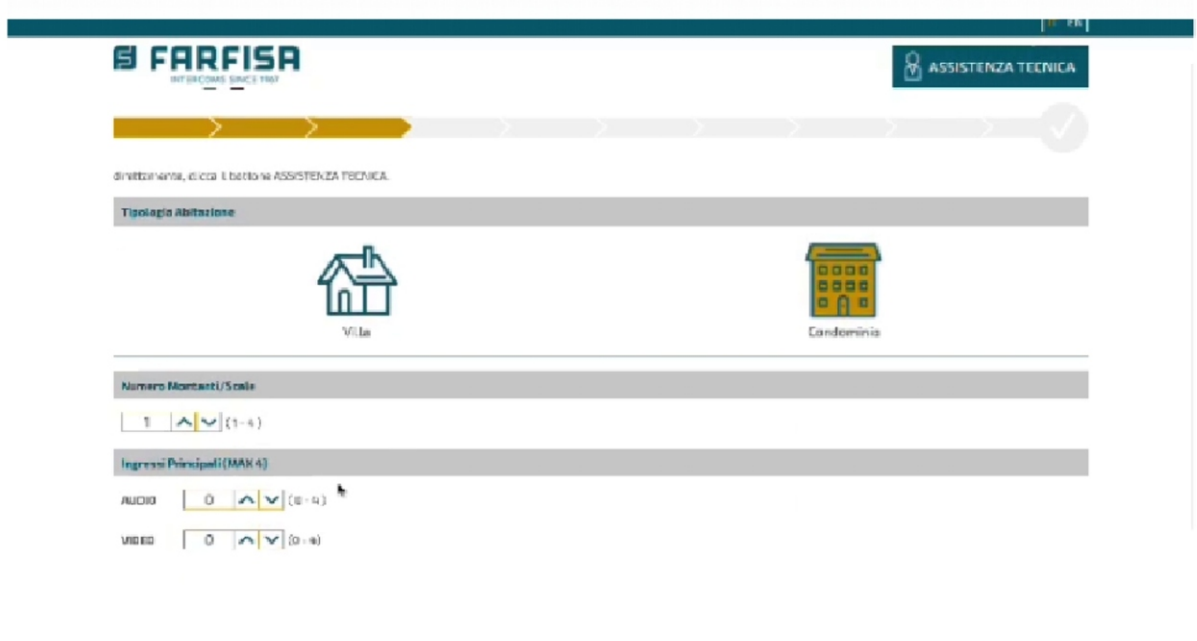 EN
FARFISA
INTERCOMS SINCE 1967
ASSISTENZA TECNICA
direttamente, clicca il bottone ASSISTENZA TECNICA.
Tipologia Abitazione
Villa
Condominio
Numero Montanti/Scale
1 (1 - 4)
Ingressi Principali (MAX 4)
AUDIO 0 (0 - 4)
VIDEO 0 (0 - 4)